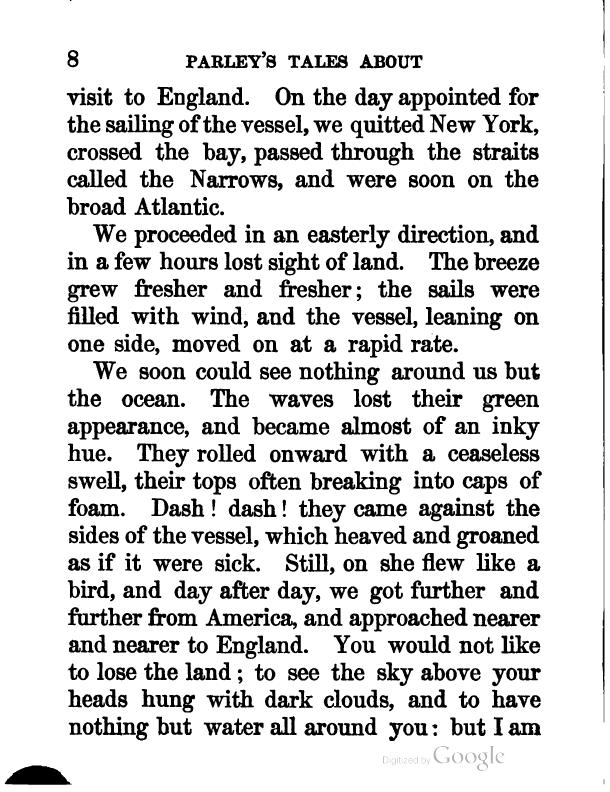 8 PARLEY'S TALES ABOUT
visit to England. On the day appointed for
the sailing of the vessel, we quitted New York,
crossed the bay, passed through the straits
called the Narrows, and were soon on the
broad Atlantic.
We proceeded in an easterly direction, and
in a few hours lost sight of land. The breeze
grew fresher and fresher; the sails were
filled with wind, and the vessel, leaning on
one side, moved on at a rapid rate.
We soon could see nothing around us but
the ocean. The waves lost their green
appearance, and became almost of an inky
hue. They rolled onward with a ceaseless
swell, their tops often breaking into caps of
foam. Dash! dash! they came against the
sides of the vessel, which heaved and groaned
as if it were sick. Still, on she flew like a
bird, and day after day, we got further and
further from America, and approached nearer
and nearer to England. You would not like
to lose the land; to see the sky above your
heads hung with dark clouds, and to have
nothing but water all around you: but I am
Digitized by Google